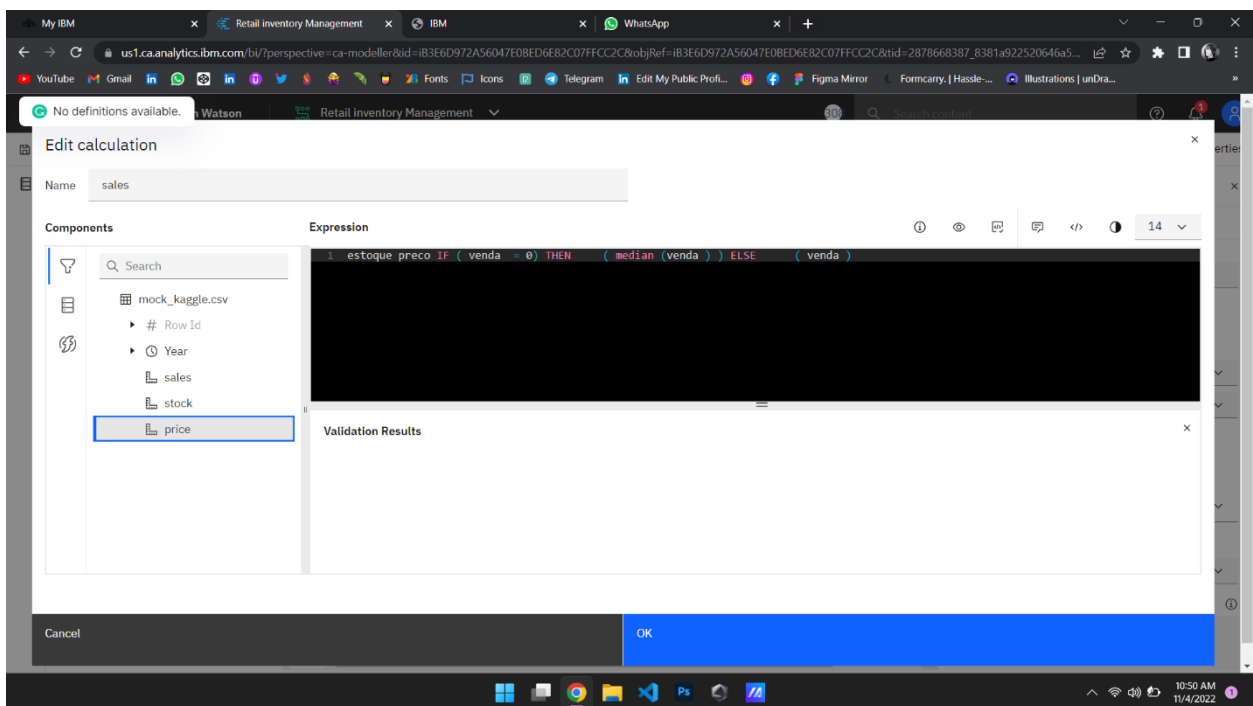 My IBM
Retail inventory Management
IBM
WhatsApp
us1.ca.analytics.ibm.com/bi/?perspective=ca-modeller&id=iB3E6D972A56047E0BED6E82C07FFCC2C&objRef=iB3E6D972A56047E0BED6E82C07FFCC2C&tid=2878668387_8381a922520646a5...
YouTube
Gmail
Fonts
Icons
Telegram
Edit My Public Profi...
Figma Mirror
Formcarry. | Hassle-...
Illustrations | unDra...
»
No definitions available.
n Watson
Retail inventory Management
Search content
1
Edit calculation
erties
Name
sales
Components
Expression
14
Search
mock_kaggle.csv
# Row Id
Year
sales
stock
price
1 estoque preco IF ( venda = 0) THEN ( median (venda ) ) ELSE ( venda )
Validation Results
Cancel
OK
Ps
10:50 AM
11/4/2022
1